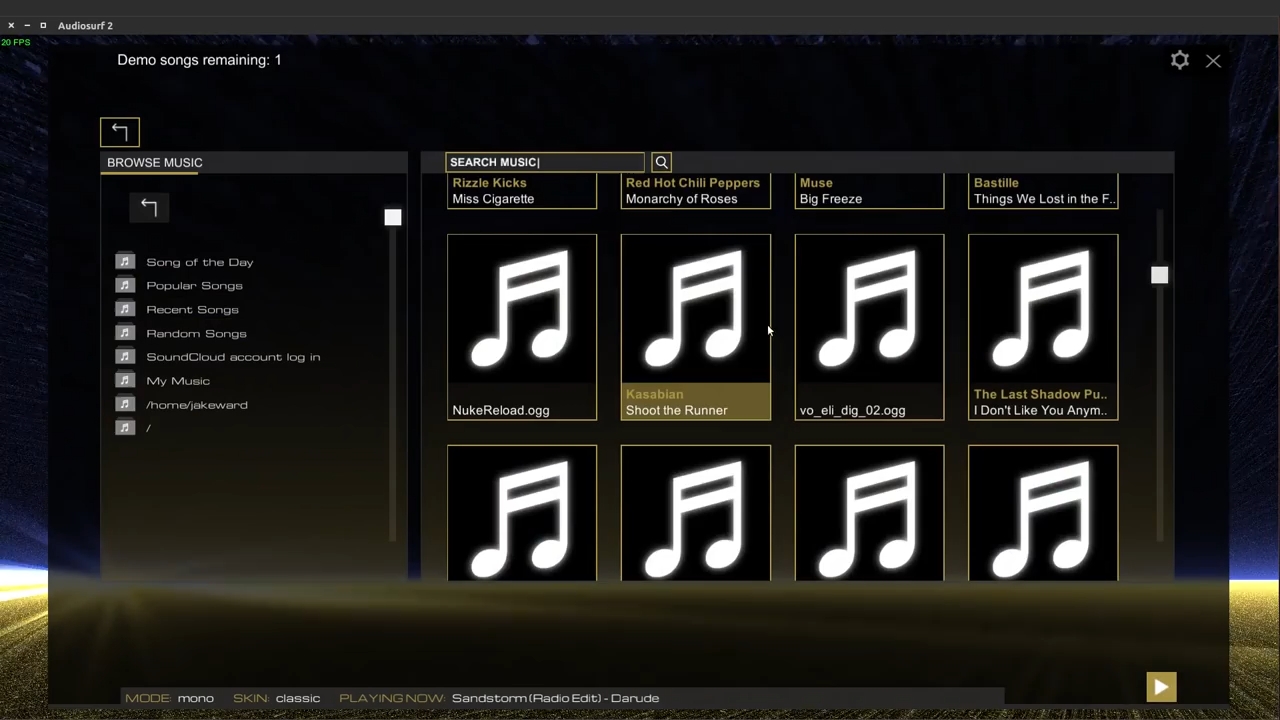 Audiosurf 2
20 FPS
Demo songs remaining: 1
BROWSE MUSIC
Song of the Day
Popular Songs
Recent Songs
Random Songs
SoundCloud account log in
My Music
/home/jakeward
/
SEARCH MUSIC
Rizzle Kicks
Miss Cigarette
Red Hot Chili Peppers
Monarchy of Roses
Muse
Big Freeze
Bastille
Things We Lost in the F..
NukeReload.ogg
Kasabian
Shoot the Runner
vo_eli_dig_02.ogg
The Last Shadow Pu..
I Don't Like You Anym..
MODE: mono SKIN: classic PLAYING NOW: Sandstorm (Radio Edit) - Darude